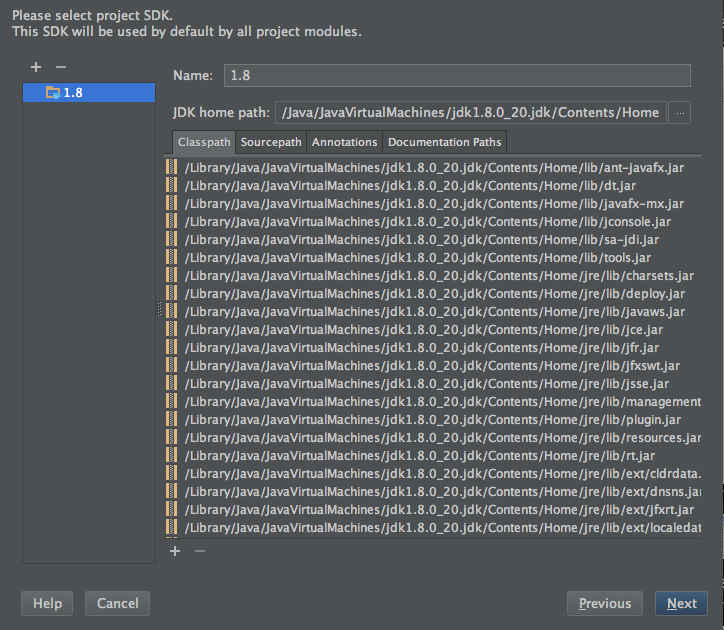 Please select project SDK.
This SDK will be used by default by all project modules.
1.8
Name: 1.8
JDK home path: /Java/JavaVirtualMachines/jdk1.8.0_20.jdk/Contents/Home ...
Classpath Sourcepath Annotations Documentation Paths
/Library/Java/JavaVirtualMachines/jdk1.8.0_20.jdk/Contents/Home/lib/ant-javafx.jar
/Library/Java/JavaVirtualMachines/jdk1.8.0_20.jdk/Contents/Home/lib/dt.jar
/Library/Java/JavaVirtualMachines/jdk1.8.0_20.jdk/Contents/Home/lib/javafx-mx.jar
/Library/Java/JavaVirtualMachines/jdk1.8.0_20.jdk/Contents/Home/lib/jconsole.jar
/Library/Java/JavaVirtualMachines/jdk1.8.0_20.jdk/Contents/Home/lib/sa-jdi.jar
/Library/Java/JavaVirtualMachines/jdk1.8.0_20.jdk/Contents/Home/lib/tools.jar
/Library/Java/JavaVirtualMachines/jdk1.8.0_20.jdk/Contents/Home/jre/lib/charsets.jar
/Library/Java/JavaVirtualMachines/jdk1.8.0_20.jdk/Contents/Home/jre/lib/deploy.jar
/Library/Java/JavaVirtualMachines/jdk1.8.0_20.jdk/Contents/Home/jre/lib/javaws.jar
/Library/Java/JavaVirtualMachines/jdk1.8.0_20.jdk/Contents/Home/jre/lib/jce.jar
/Library/Java/JavaVirtualMachines/jdk1.8.0_20.jdk/Contents/Home/jre/lib/jfr.jar
/Library/Java/JavaVirtualMachines/jdk1.8.0_20.jdk/Contents/Home/jre/lib/jfxswt.jar
/Library/Java/JavaVirtualMachines/jdk1.8.0_20.jdk/Contents/Home/jre/lib/jsse.jar
/Library/Java/JavaVirtualMachines/jdk1.8.0_20.jdk/Contents/Home/jre/lib/management
/Library/Java/JavaVirtualMachines/jdk1.8.0_20.jdk/Contents/Home/jre/lib/plugin.jar
/Library/Java/JavaVirtualMachines/jdk1.8.0_20.jdk/Contents/Home/jre/lib/resources.jar
/Library/Java/JavaVirtualMachines/jdk1.8.0_20.jdk/Contents/Home/jre/lib/rt.jar
/Library/Java/JavaVirtualMachines/jdk1.8.0_20.jdk/Contents/Home/jre/lib/ext/cldrdata.
/Library/Java/JavaVirtualMachines/jdk1.8.0_20.jdk/Contents/Home/jre/lib/ext/dnsns.jar
/Library/Java/JavaVirtualMachines/jdk1.8.0_20.jdk/Contents/Home/jre/lib/ext/jfxrt.jar
/Library/Java/JavaVirtualMachines/jdk1.8.0_20.jdk/Contents/Home/jre/lib/ext/localedat
Help Cancel Previous Next